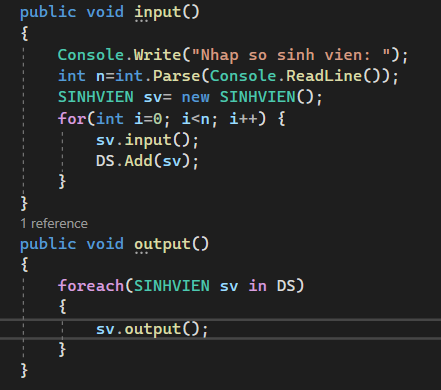 public void input()
{
Console.Write("Nhap so sinh vien: ");
int n=int.Parse(Console.ReadLine());
SINHVIEN sv= new SINHVIEN();
for(int i=0; i<n; i++) {
sv.input();
DS.Add(sv);
}
}
1 reference
public void output()
{
foreach(SINHVIEN sv in DS)
{
sv.output();
}
}